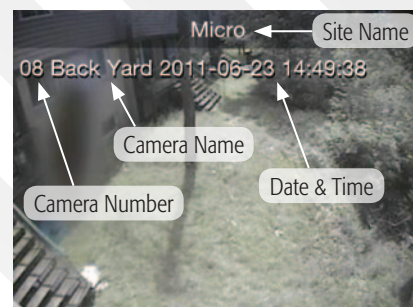 Micro
Site Name
08 Back Yard 2011-06-23 14:49:38
Camera Name
Date & Time
Camera Number